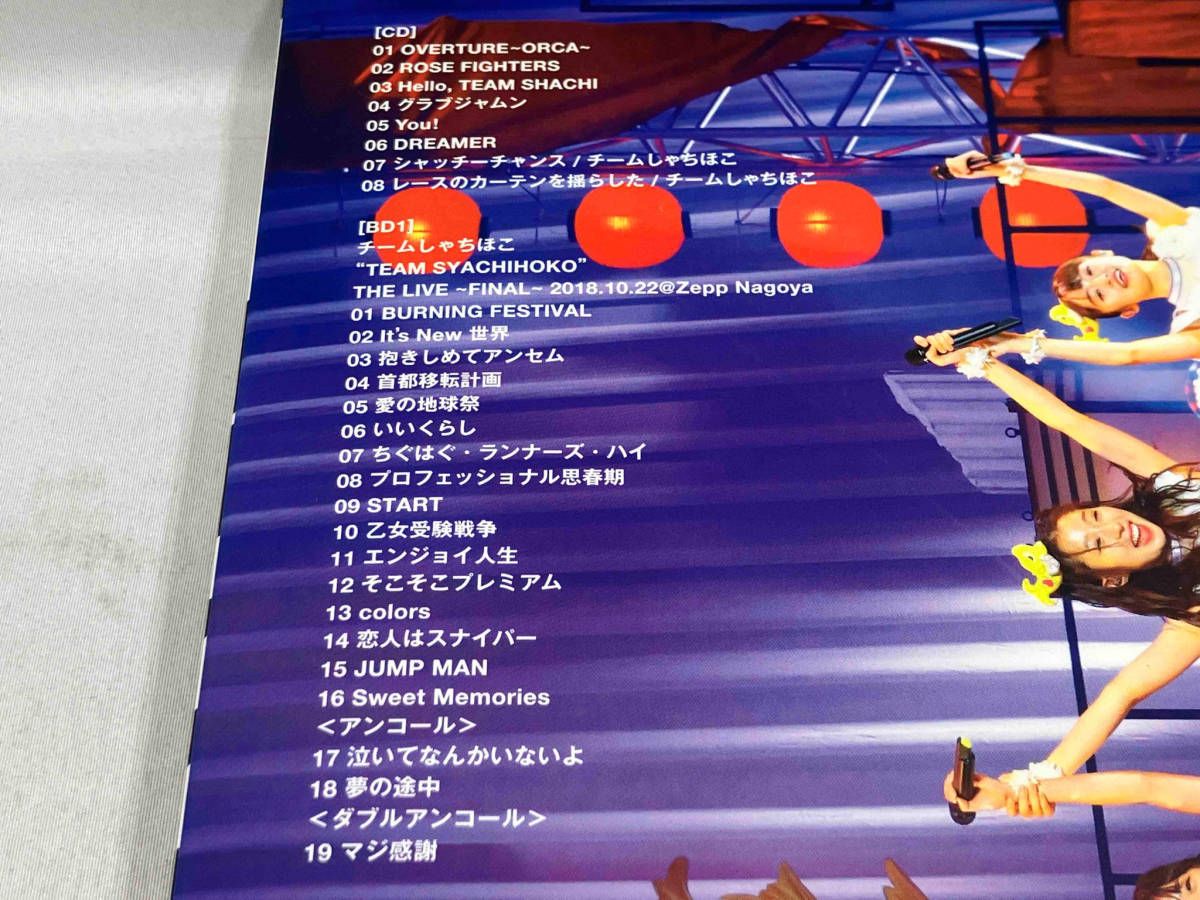 [CD]
01 OVERTURE~ORCA~
02 ROSE FIGHTERS
03 Hello, TEAM SHACHI
04 グラブジャムン
05 You!
06 DREAMER
07 シャッチーチャンス / チームしゃちほこ
08 レースのカーテンを揺らした / チームしゃちほこ
[BD1]
チームしゃちほこ
“TEAM SYACHIHOKO”
THE LIVE ~FINAL~ 2018.10.22@Zepp Nagoya
01 BURNING FESTIVAL
02 It's New 世界
03 抱きしめてアンセム
04 首都移転計画
05 愛の地球祭
06 いいくらし
07 ちぐはぐ・ランナーズ・ハイ
08 プロフェッショナル思春期
09 START
10 乙女受験戦争
11 エンジョイ人生
12 そこそこプレミアム
13 colors
14 恋人はスナイパー
15 JUMP MAN
16 Sweet Memories
＜アンコール＞
17 泣いてなんかいないよ
18 夢の途中
＜ダブルアンコール＞
19 マジ感謝